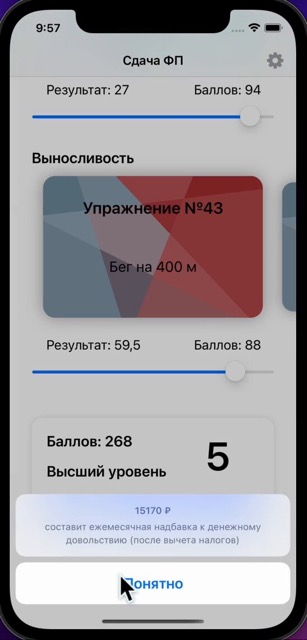 9:57
Сдача ФП
Результат: 27 Баллов: 94
Выносливость
Упражнение №43
Бег на 400 м
Результат: 59,5 Баллов: 88
Баллов: 268
5
Высший уровень
15170 ₽
составит ежемесячная надбавка к денежному
довольствию (после вычета налогов)
Понятно